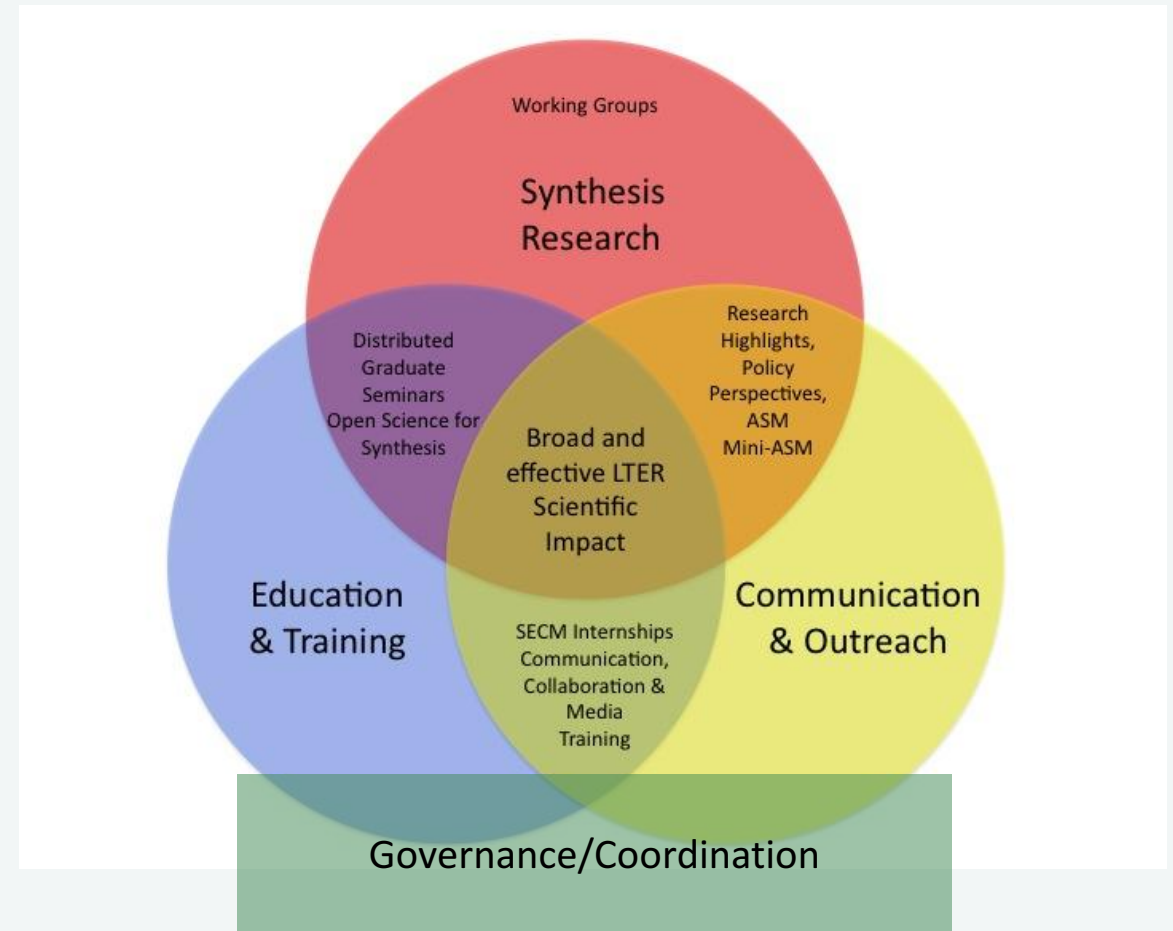 Working Groups
Synthesis
Research
Distributed
Graduate
Seminars
Open Science for
Synthesis
Research
Highlights,
Policy
Perspectives,
ASM
Mini-ASM
Broad and
effective LTER
Scientific
Impact
Education
& Training
Communication
& Outreach
SECM Internships
Communication,
Collaboration &
Media
Training
Governance/Coordination